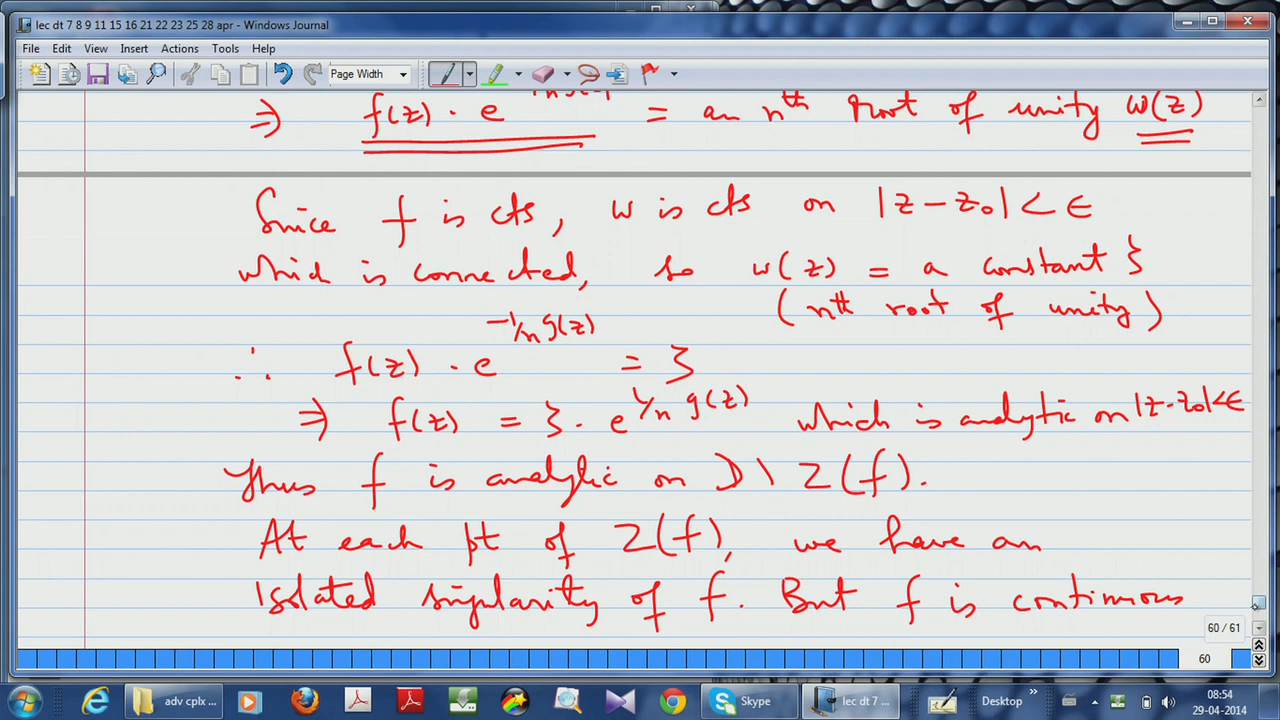 lec dt 7 8 9 11 15 16 21 22 23 25 28 apr - Windows Journal
File Edit View Insert Actions Tools Help
Page Width
⇒ f(z) · e = an nth root of unity w(z)
Since f is cts, w is cts on |z - z₀| < ϵ
which is connected, so w(z) = a constant ζ
(nth root of unity)
∴ f(z) · e^{-1/n g(z)} = ζ
⇒ f(z) = ζ · e^{1/n g(z)} which is analytic on |z-z₀|<ϵ
Thus f is analytic on D \ Z(f).
At each pt of Z(f), we have an
isolated singularity of f. But f is continuous
60 / 61
60
adv cplx ...
Skype
lec dt 7 ...
Desktop
08:54
29-04-2014